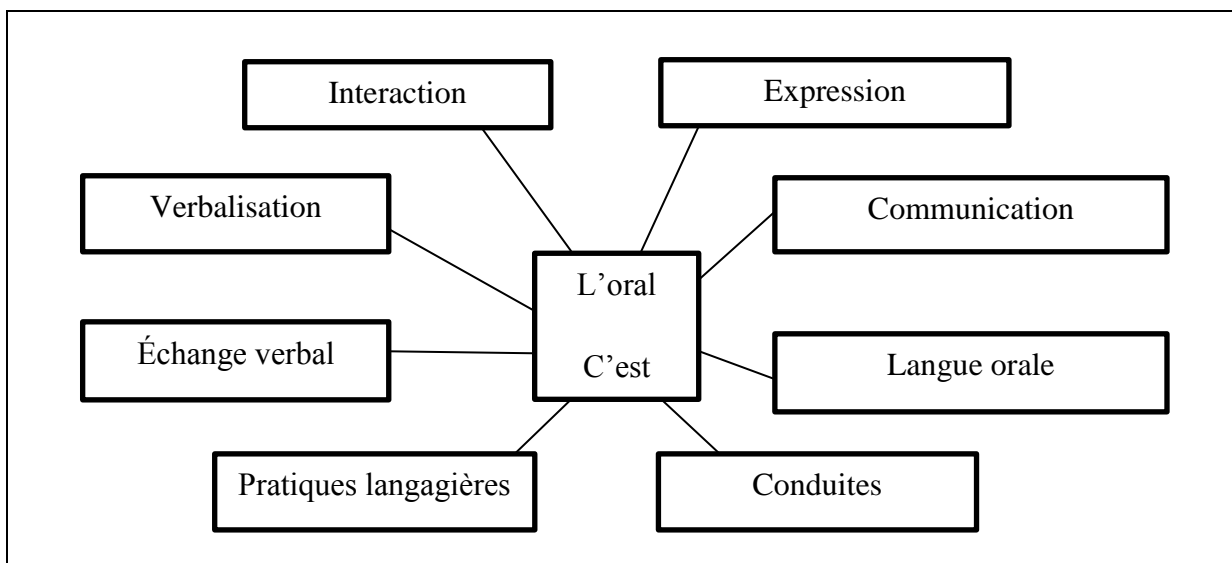 Interaction
Expression
Verbalisation
Communication
L’oral
C’est
Échange verbal
Langue orale
Pratiques langagières
Conduites